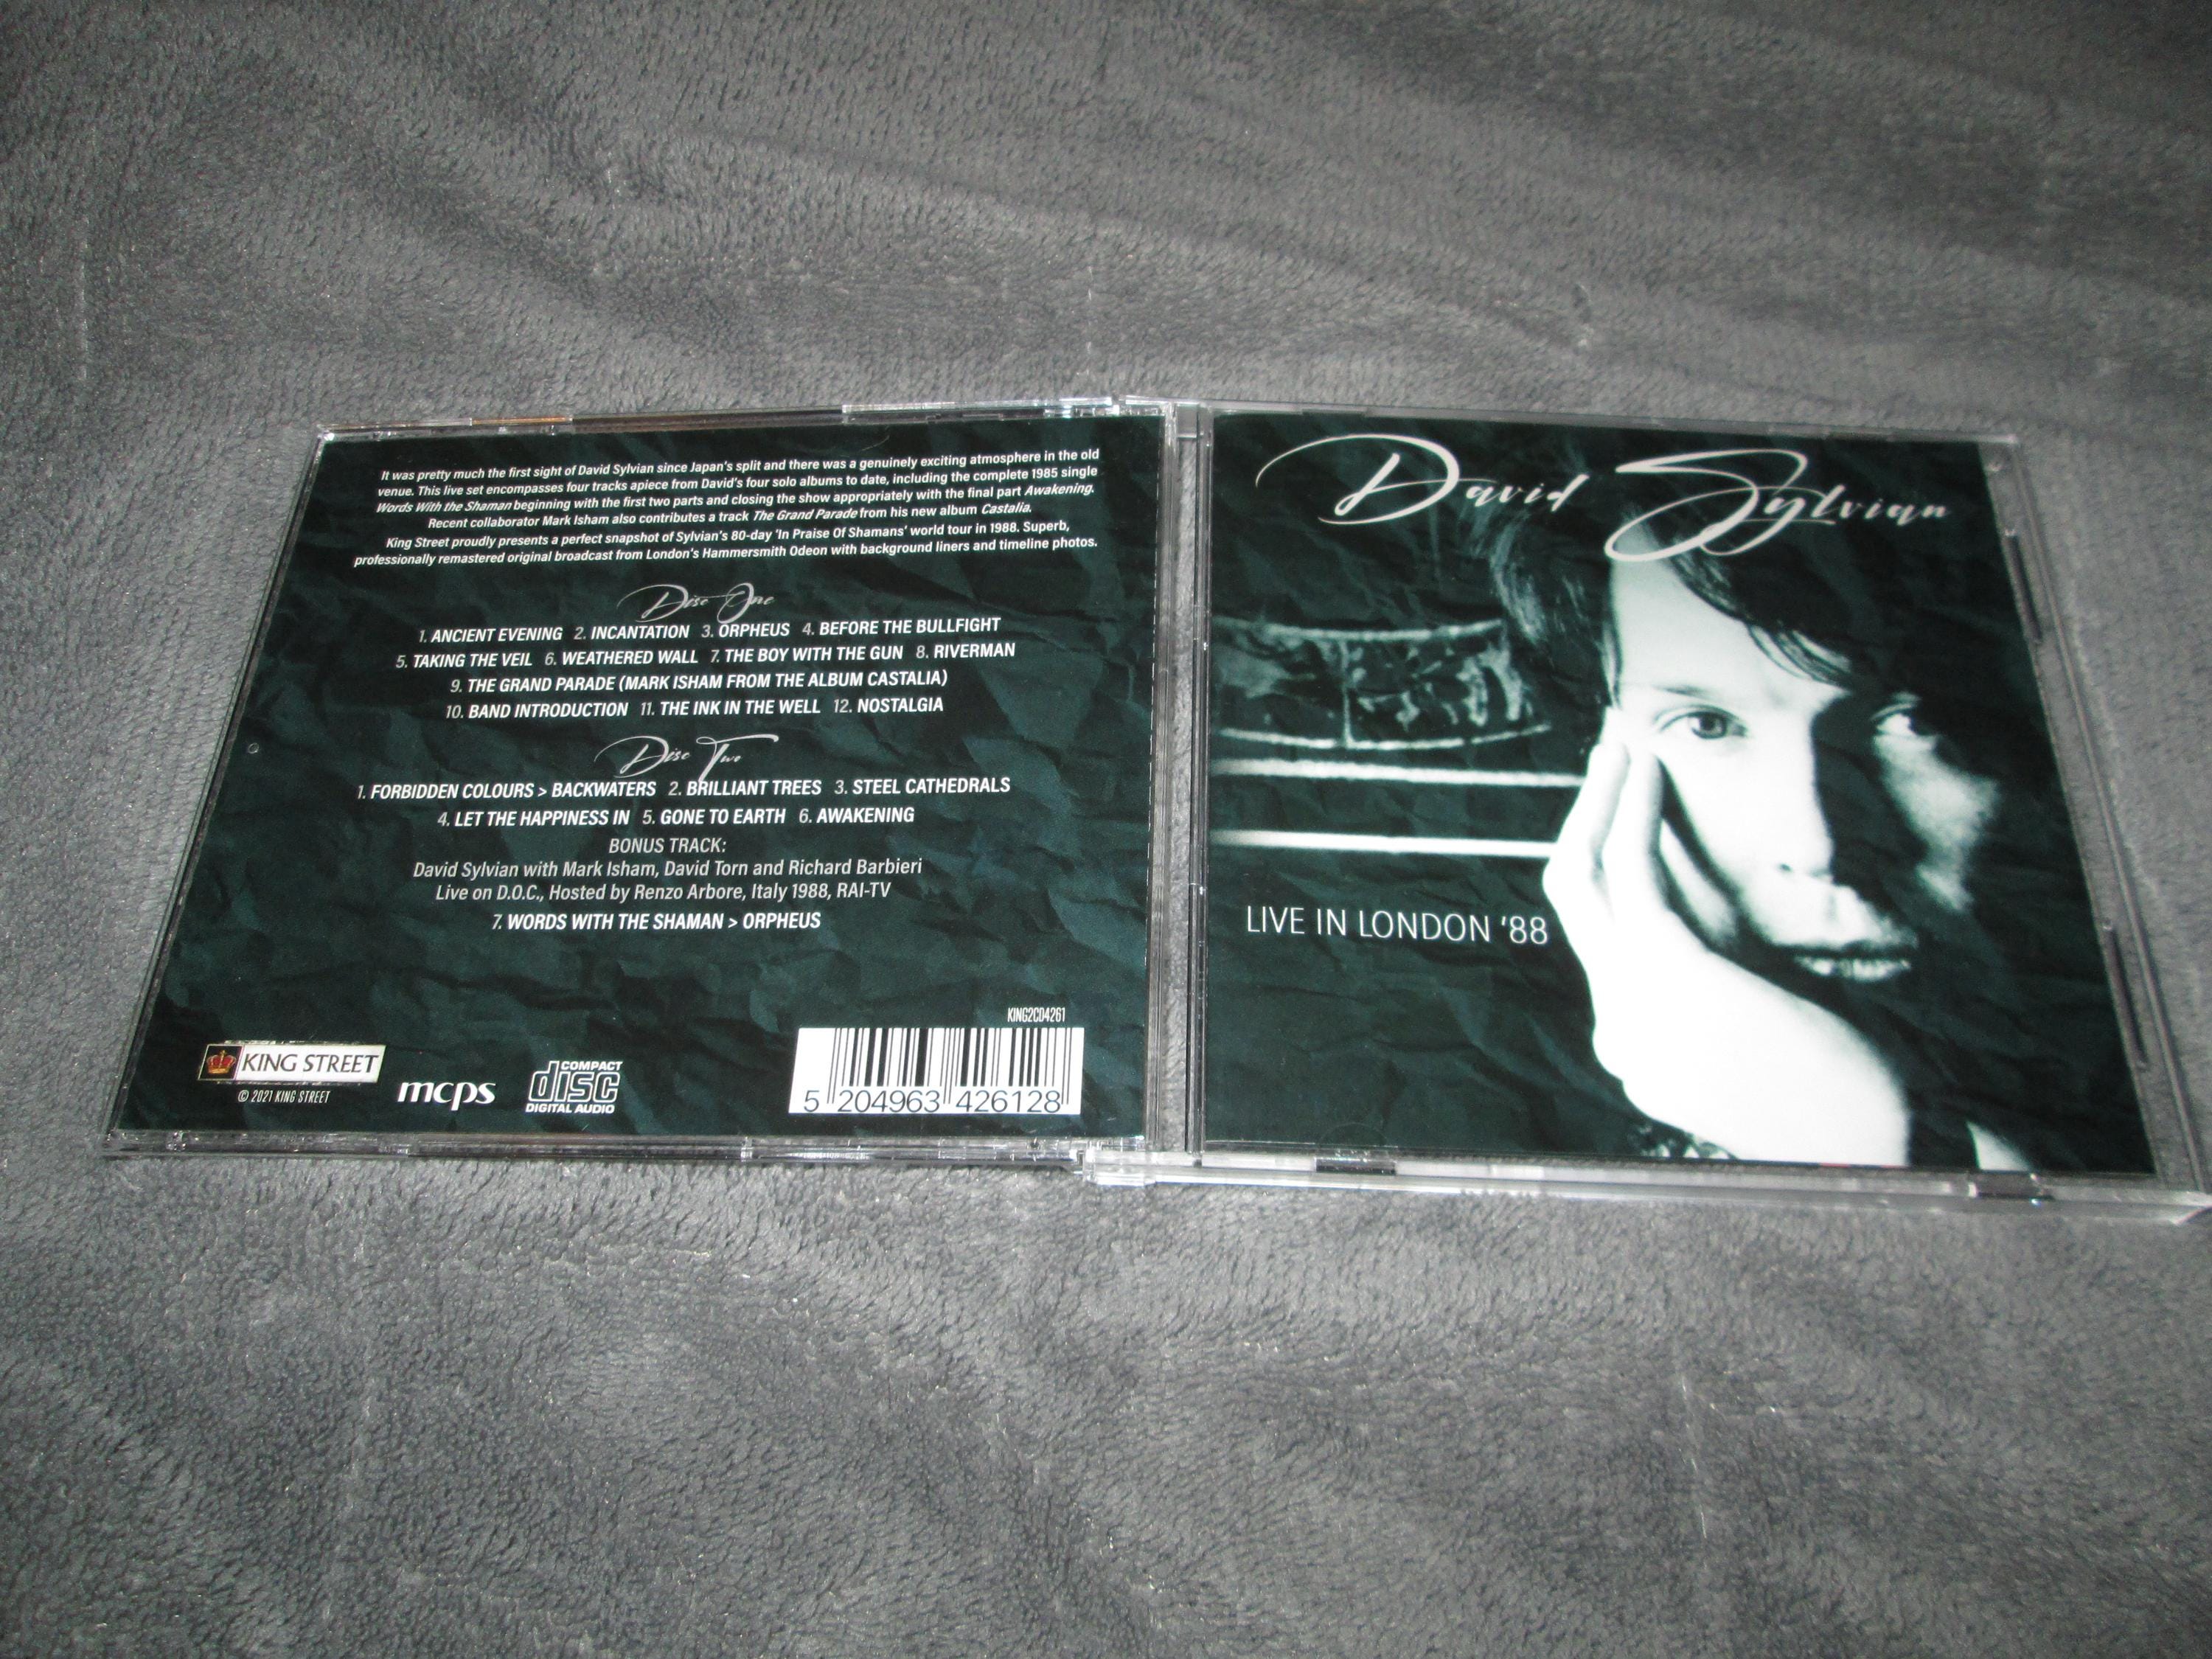 It was pretty much the first sight of David Sylvian since Japan's split and there was a genuinely exciting atmosphere in the old
venue. This live set encompasses four tracks apiece from David's four solo albums to date, including the complete 1985 single
Words With the Shaman beginning with the first two parts and closing the show appropriately with the final part Awakening.
Recent collaborator Mark Isham also contributes a track The Grand Parade from his new album Castalia.
King Street proudly presents a perfect snapshot of Sylvian's 80-day 'In Praise Of Shamans' world tour in 1988. Superb,
professionally remastered original broadcast from London's Hammersmith Odeon with background liners and timeline photos.
Disc One
1. ANCIENT EVENING 2. INCANTATION 3. ORPHEUS 4. BEFORE THE BULLFIGHT
5. TAKING THE VEIL 6. WEATHERED WALL 7. THE BOY WITH THE GUN 8. RIVERMAN
9. THE GRAND PARADE (MARK ISHAM FROM THE ALBUM CASTALIA)
10. BAND INTRODUCTION 11. THE INK IN THE WELL 12. NOSTALGIA
Disc Two
1. FORBIDDEN COLOURS > BACKWATERS 2. BRILLIANT TREES 3. STEEL CATHEDRALS
4. LET THE HAPPINESS IN 5. GONE TO EARTH 6. AWAKENING
BONUS TRACK:
David Sylvian with Mark Isham, David Torn and Richard Barbieri
Live on D.O.C., Hosted by Renzo Arbore, Italy 1988, RAI-TV
7. WORDS WITH THE SHAMAN > ORPHEUS
KING STREET
© 2021 KING STREET
mcps
COMPACT
disc
DIGITAL AUDIO
KING2CD4261
5 204963 426128
David Sylvian
LIVE IN LONDON '88